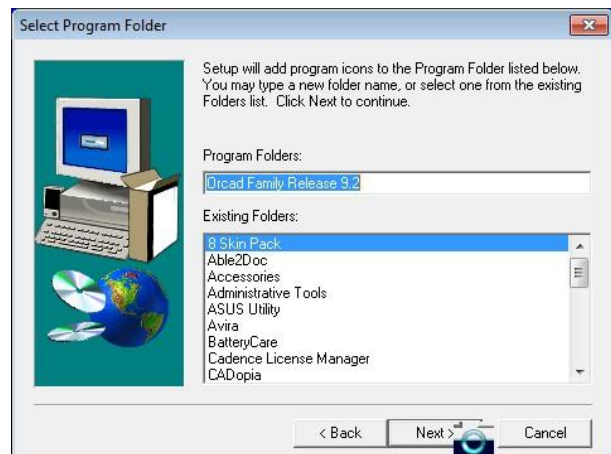 Select Program Folder
Setup will add program icons to the Program Folder listed below.
You may type a new folder name, or select one from the existing
Folders list. Click Next to continue.
Program Folders:
Orcad Family Release 9.2
Existing Folders:
8 Skin Pack
Able2Doc
Accessories
Administrative Tools
ASUS Utility
Avira
BatteryCare
Cadence License Manager
CADopia
< Back
Next >
Cancel